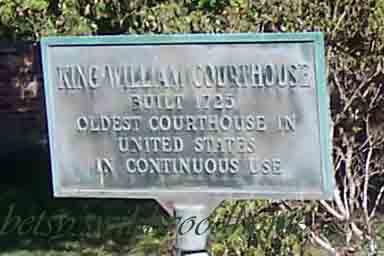 KING WILLIAM COURTHOUSE
BUILT 1725
OLDEST COURTHOUSE IN
UNITED STATES
IN CONTINUOUS USE